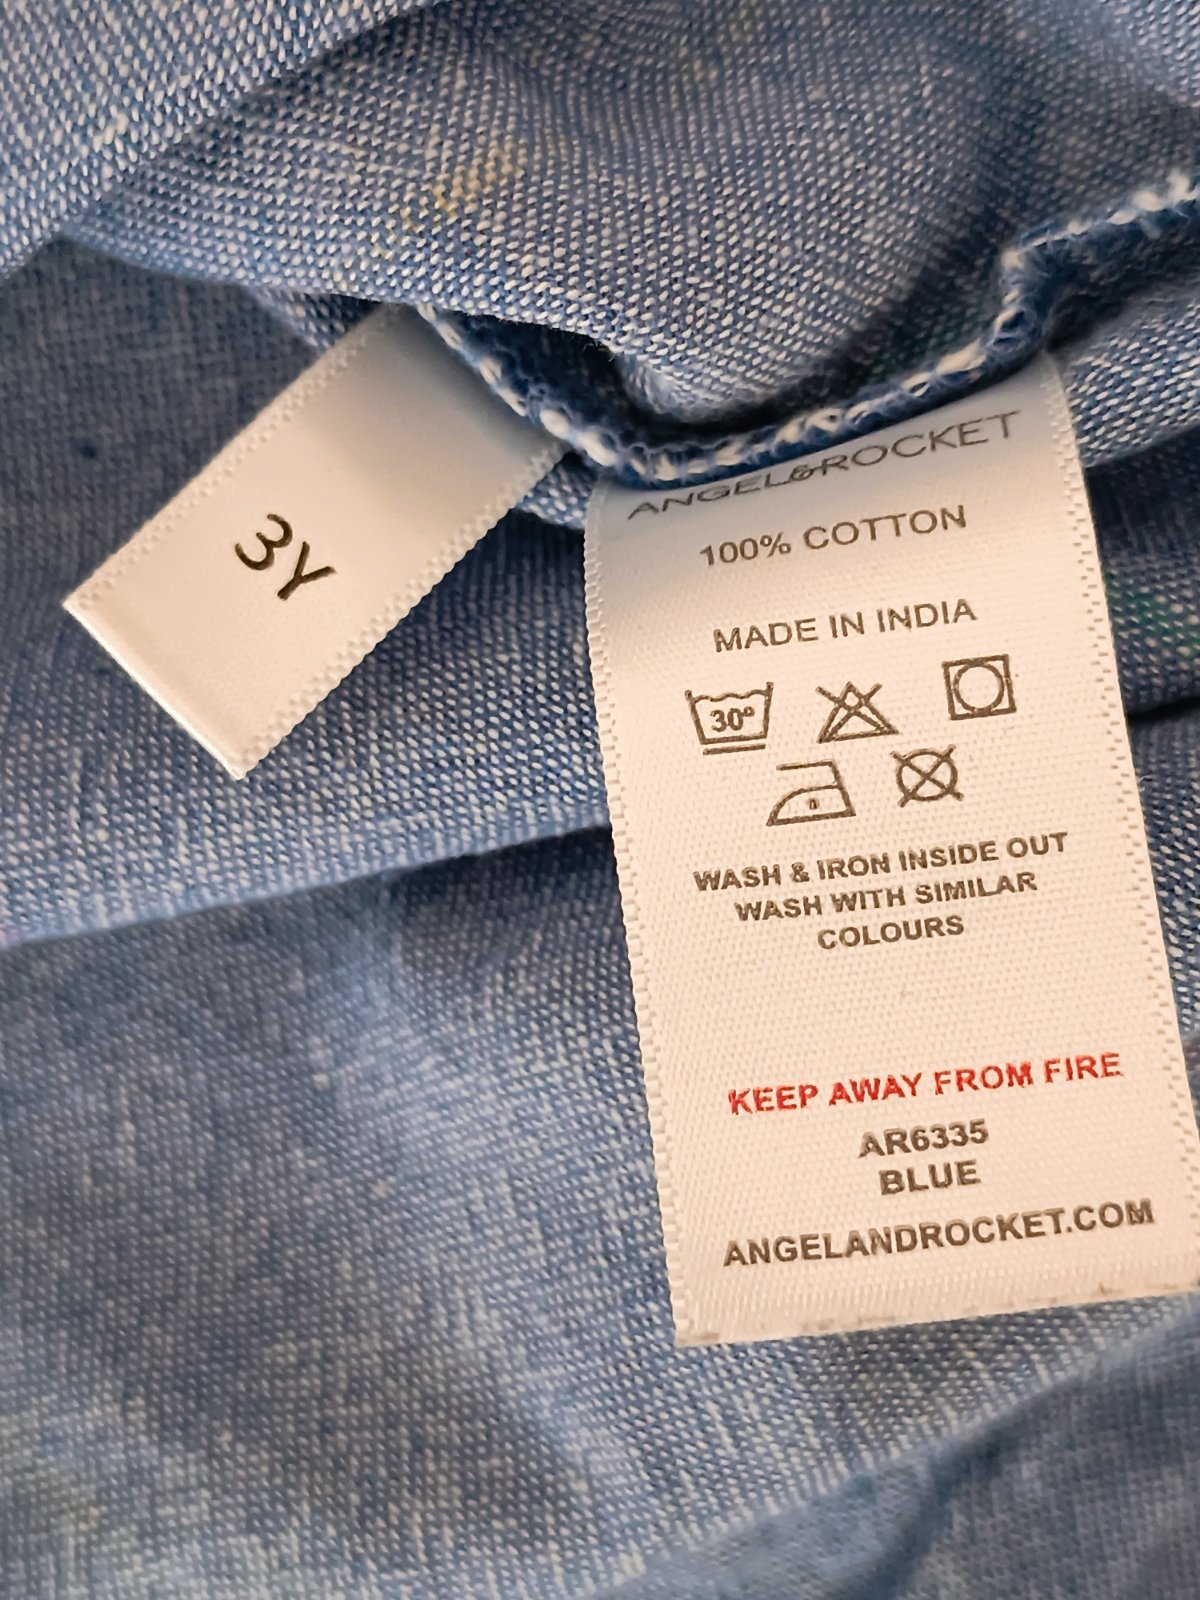 3Y
ANGEL&ROCKET
100% COTTON
MADE IN INDIA
30°
WASH & IRON INSIDE OUT
WASH WITH SIMILAR
COLOURS
KEEP AWAY FROM FIRE
AR6335
BLUE
ANGELANDROCKET.COM